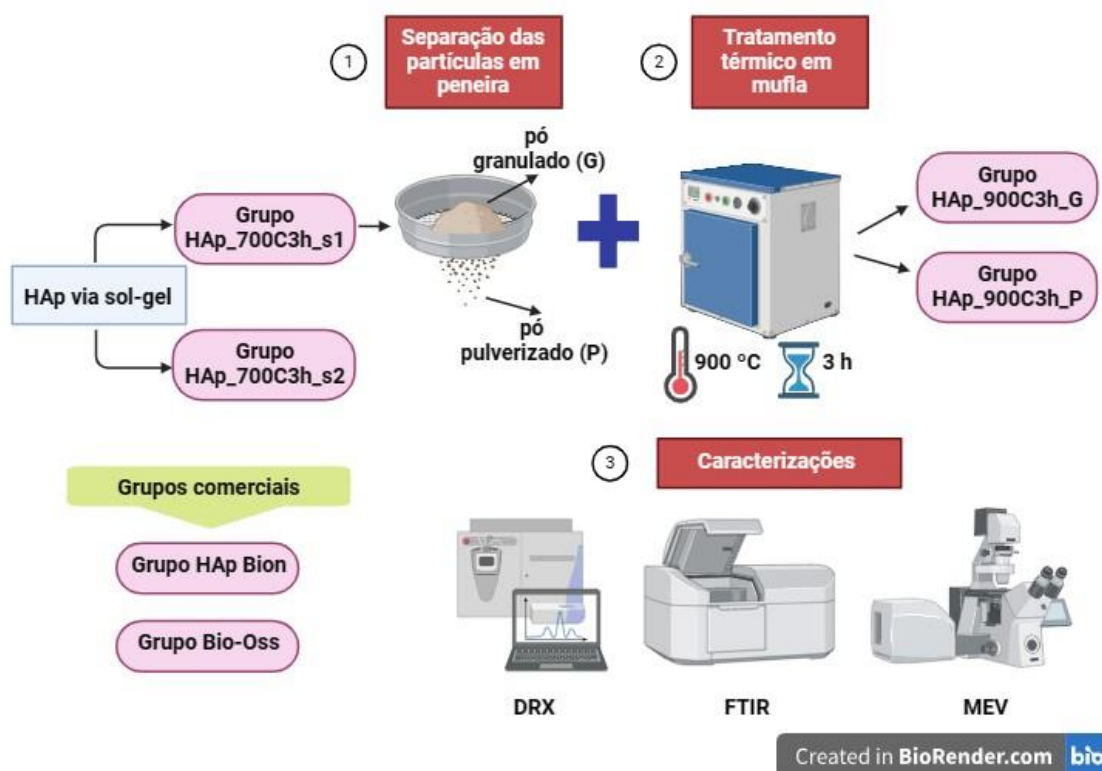 1
Separação das
partículas em
peneira
2
Tratamento
térmico em
mufla
pó
granulado (G)
pó
pulverizado (P)
HAp via sol-gel
Grupo
HAp_700C3h_s1
Grupo
HAp_700C3h_s2
900 °C
3 h
Grupo
HAp_900C3h_G
Grupo
HAp_900C3h_P
Grupos comerciais
Grupo HAp Bion
Grupo Bio-Oss
3
Caracterizações
DRX
FTIR
MEV
Created in BioRender.com bio